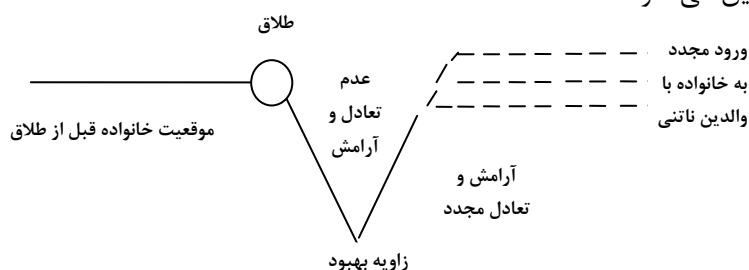 طلاق
ورود مجدد
به خانواده با
والدین ناتنی
عدم
تعادل و
آرامش
موقعیت خانواده قبل از طلاق
آرامش و
تعادل مجدد
زاویه بهبود